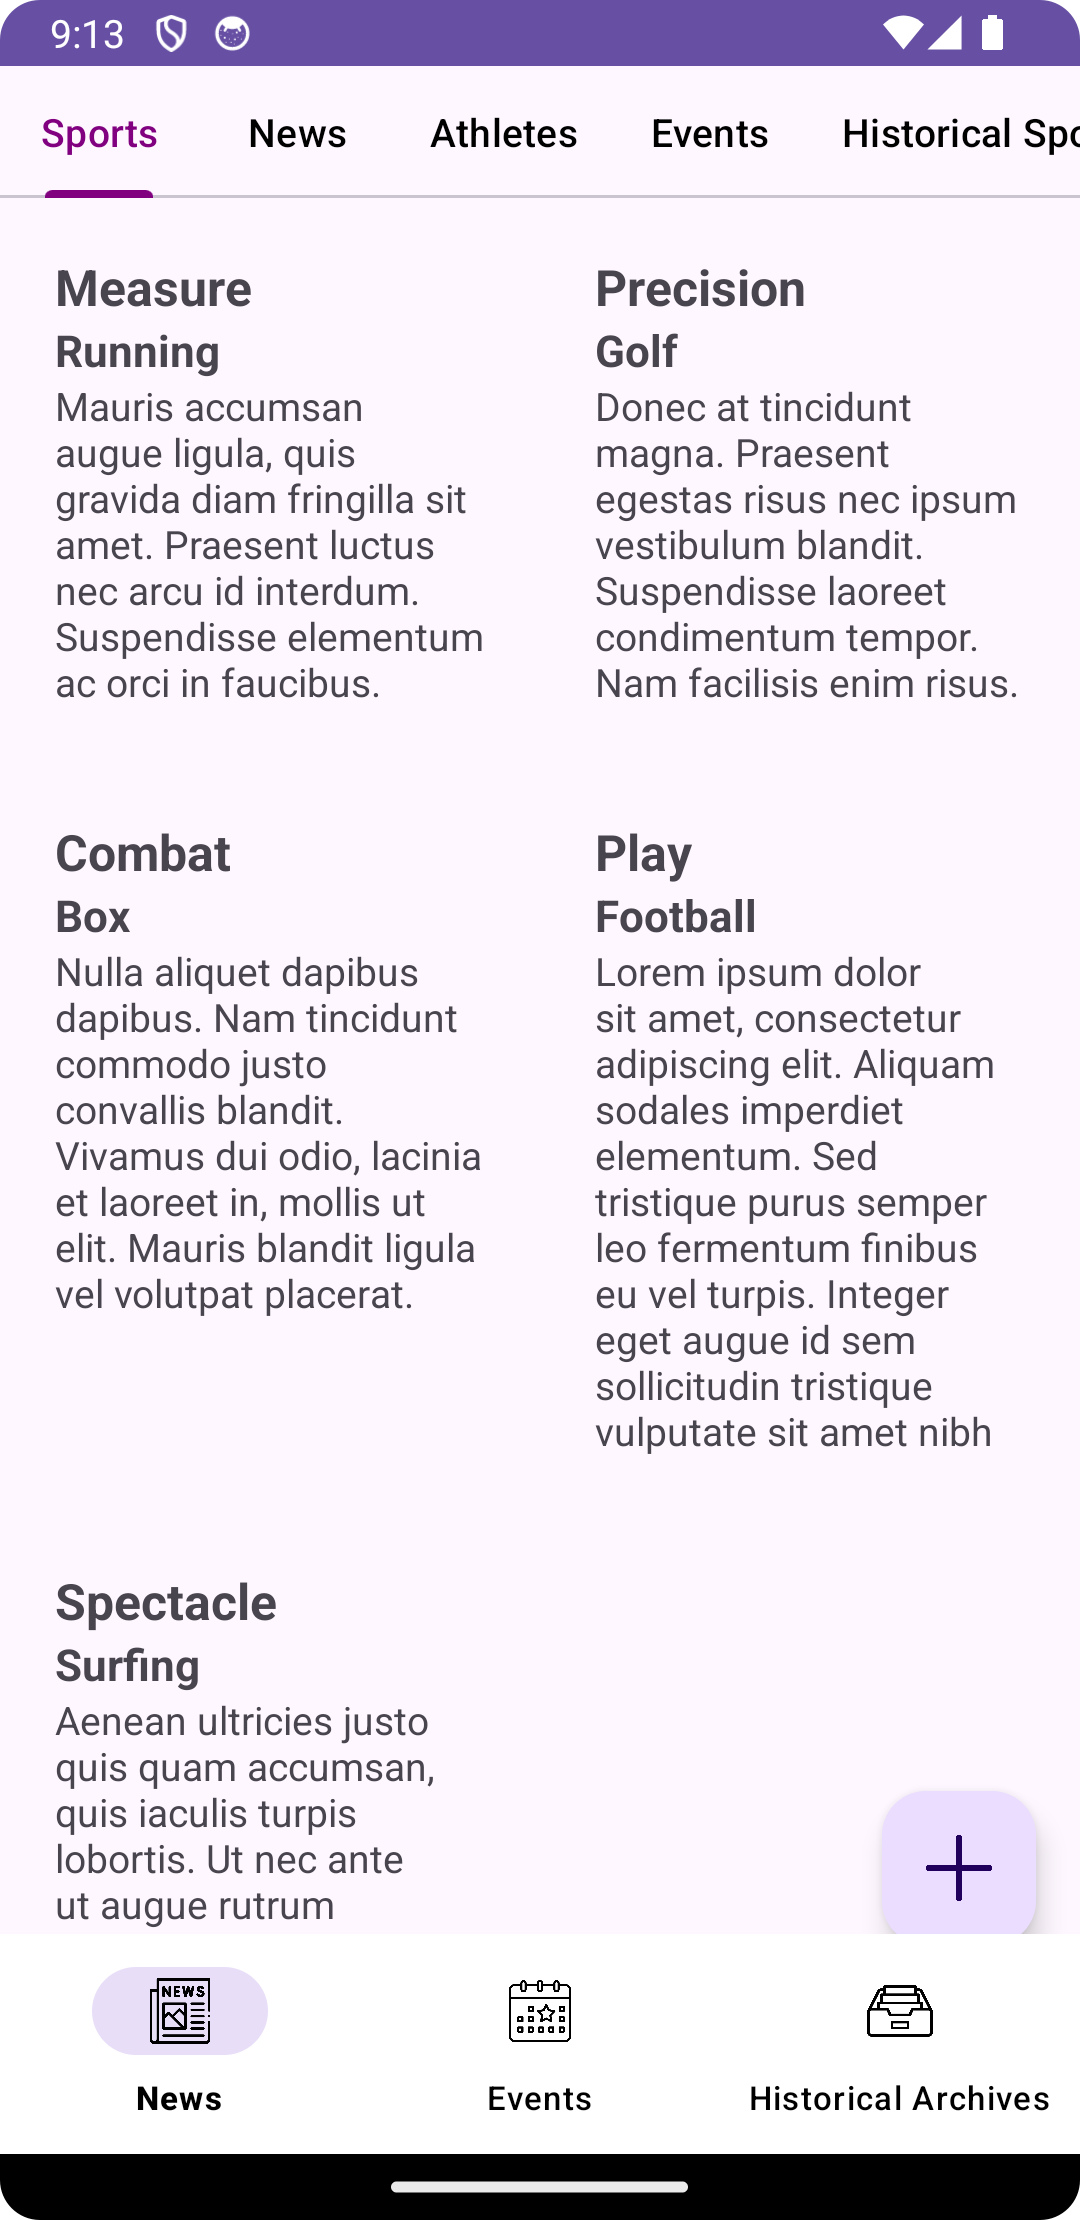 9:13
Sports News Athletes Events Historical Spo
Measure
Running
Mauris accumsan
augue ligula, quis
gravida diam fringilla sit
amet. Praesent luctus
nec arcu id interdum.
Suspendisse elementum
ac orci in faucibus.
Precision
Golf
Donec at tincidunt
magna. Praesent
egestas risus nec ipsum
vestibulum blandit.
Suspendisse laoreet
condimentum tempor.
Nam facilisis enim risus.
Combat
Box
Nulla aliquet dapibus
dapibus. Nam tincidunt
commodo justo
convallis blandit.
Vivamus dui odio, lacinia
et laoreet in, mollis ut
elit. Mauris blandit ligula
vel volutpat placerat.
Play
Football
Lorem ipsum dolor
sit amet, consectetur
adipiscing elit. Aliquam
sodales imperdiet
elementum. Sed
tristique purus semper
leo fermentum finibus
eu vel turpis. Integer
eget augue id sem
sollicitudin tristique
vulputate sit amet nibh
Spectacle
Surfing
Aenean ultricies justo
quis quam accumsan,
quis iaculis turpis
lobortis. Ut nec ante
ut augue rutrum
NEWS
News Events Historical Archives